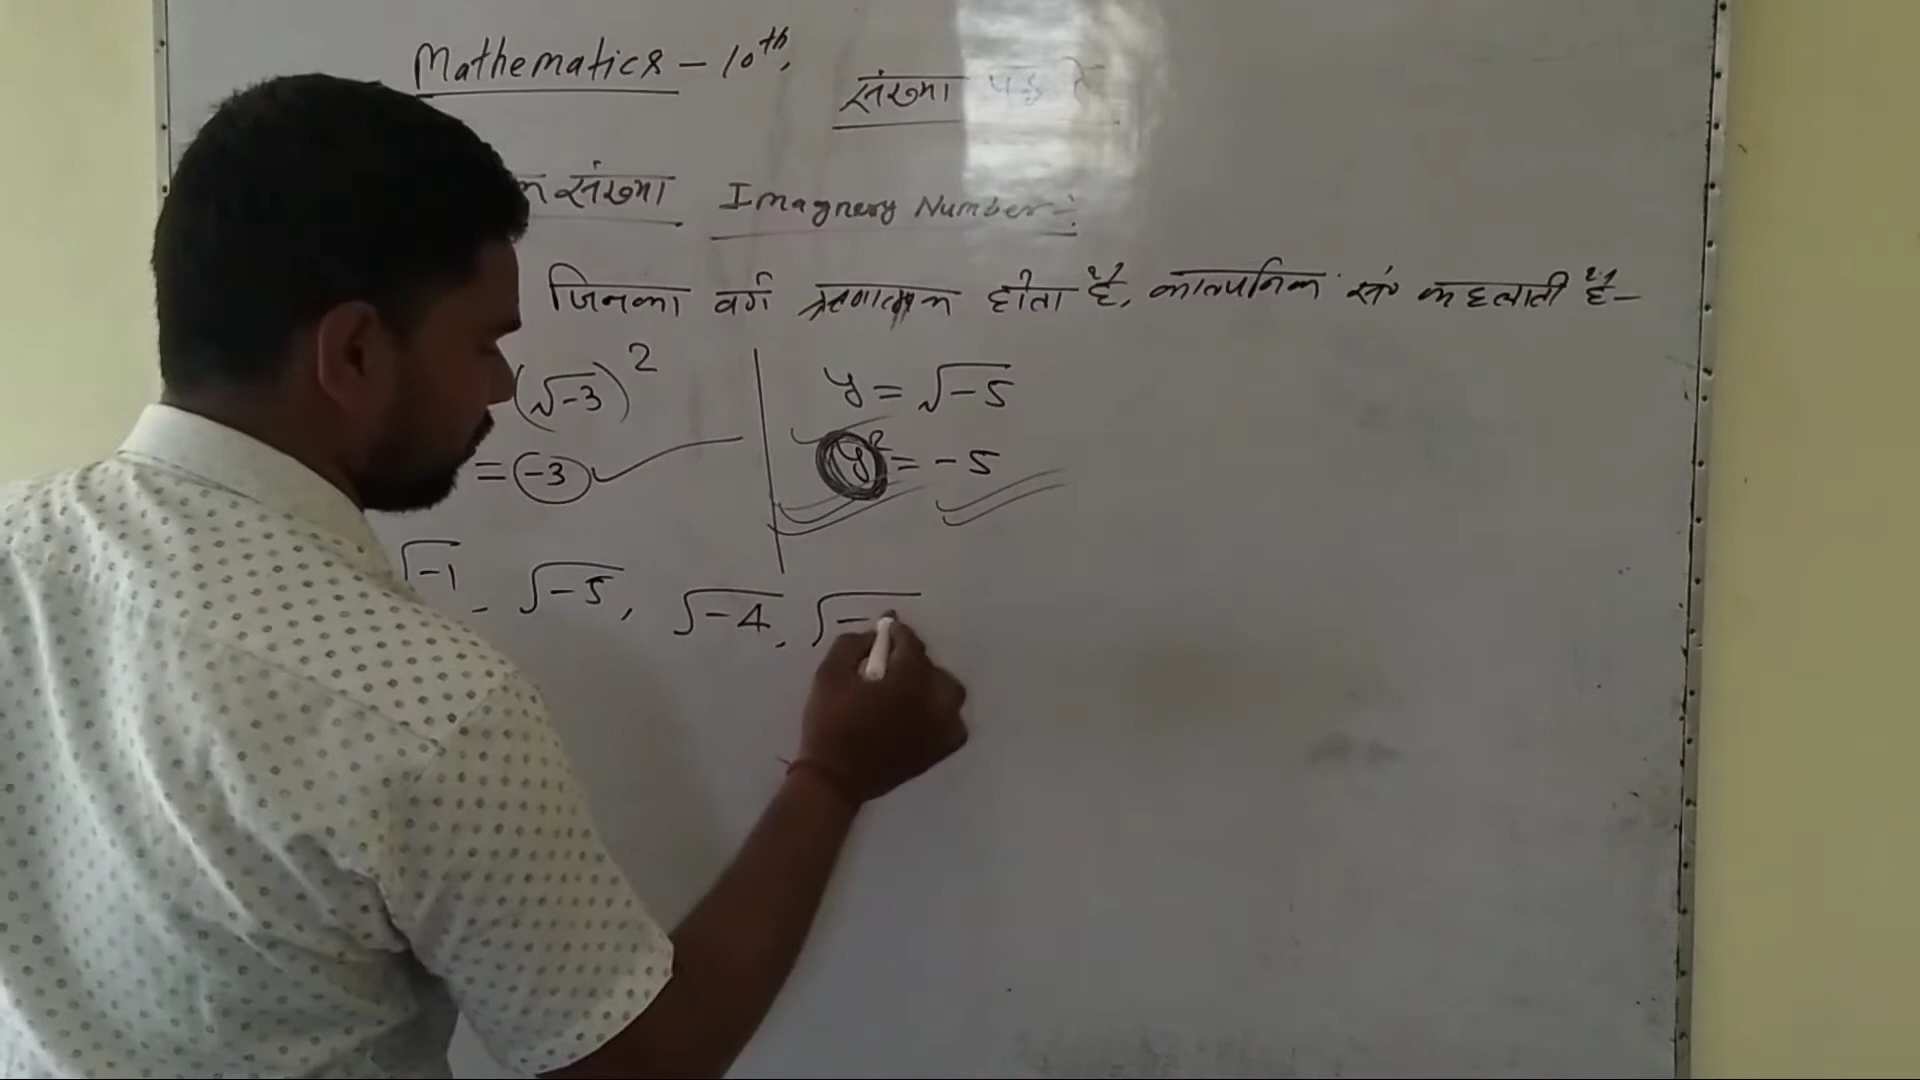 Mathematics - 10th.
संख्या
संख्या Imagnery Number :-
जिनका वर्ग ऋणात्मक होता है, काल्पनिक सं० कहलाती है -
(√-3)² y = √-5
= -3 y² = -5
√-1, √-5, √-4, √-